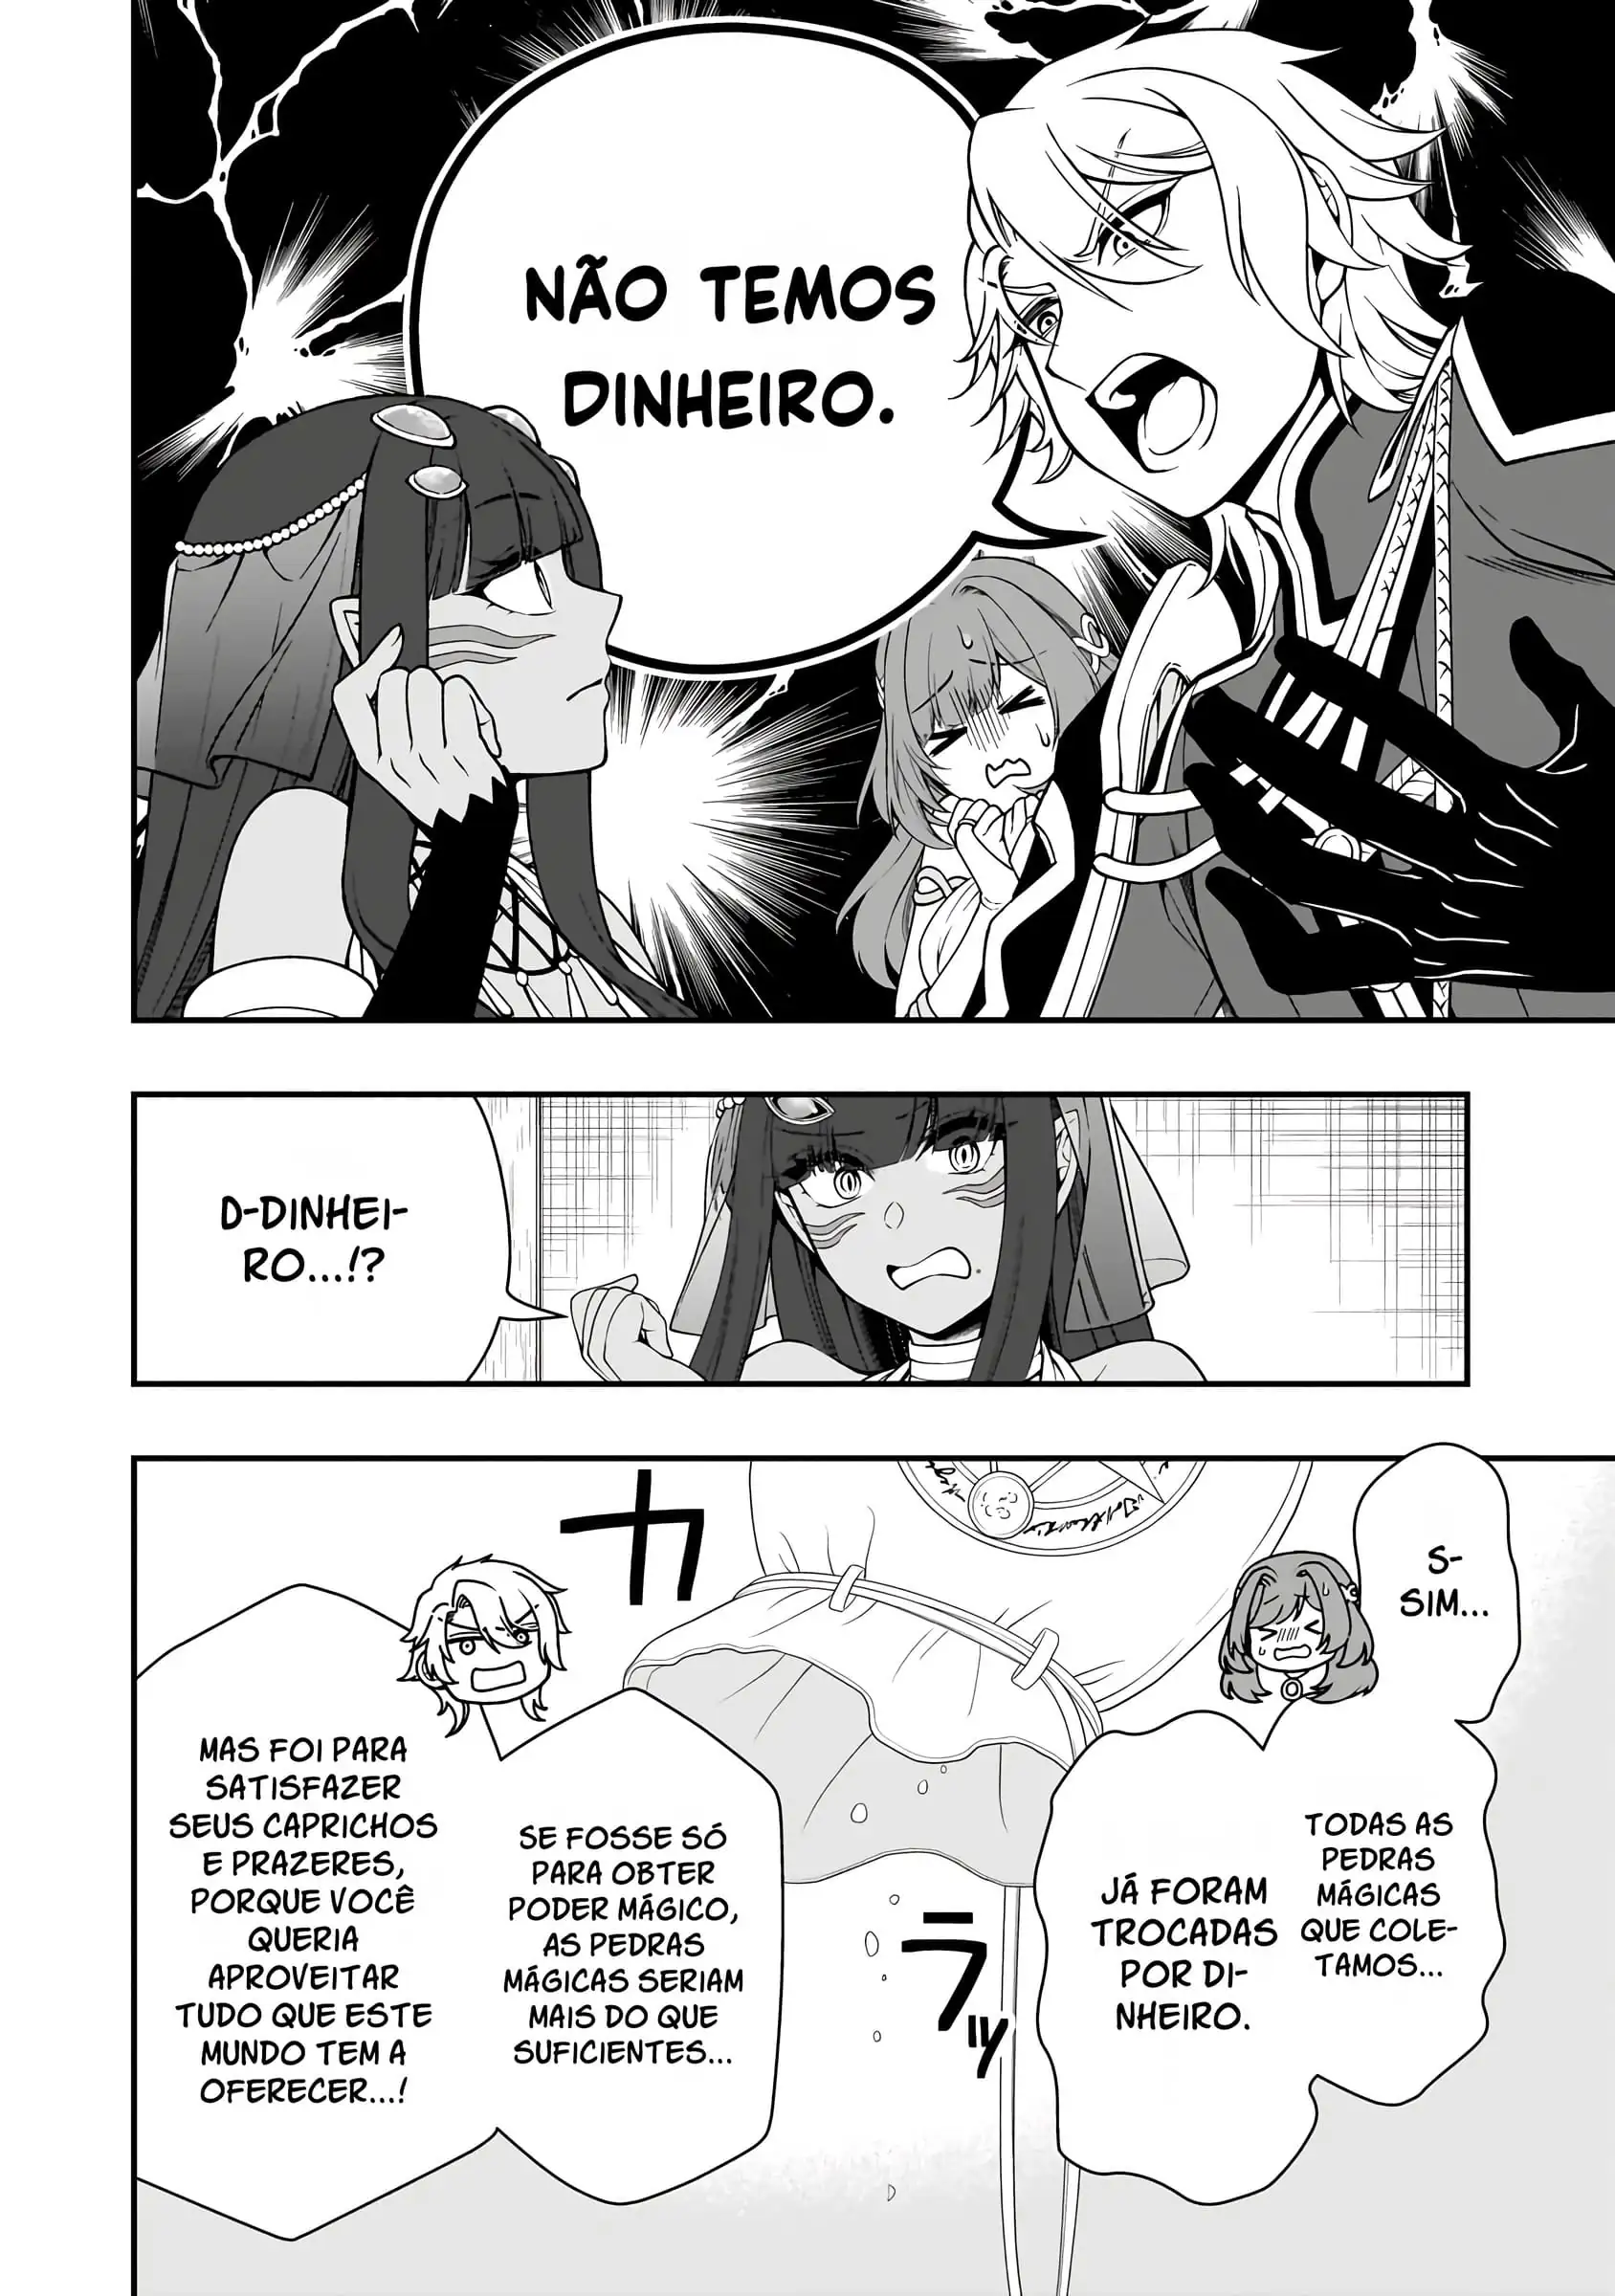 NÃO TEMOS
DINHEIRO.
D-DINHEI-
RO...!?
S-
SIM...
TODAS AS
PEDRAS
MÁGICAS
QUE COLE-
TAMOS...
JÁ FORAM
TROCADAS
POR DI-
NHEIRO.
カ
ラッ
SE FOSSE SÓ
PARA OBTER
PODER MÁGICO,
AS PEDRAS
MÁGICAS SERIAM
MAIS DO QUE
SUFICIENTES...
MAS FOI PARA
SATISFAZER
SEUS CAPRICHOS
E PRAZERES,
PORQUE VOCÊ
QUERIA
APROVEITAR
TUDO QUE ESTE
MUNDO TEM A
OFERECER...!